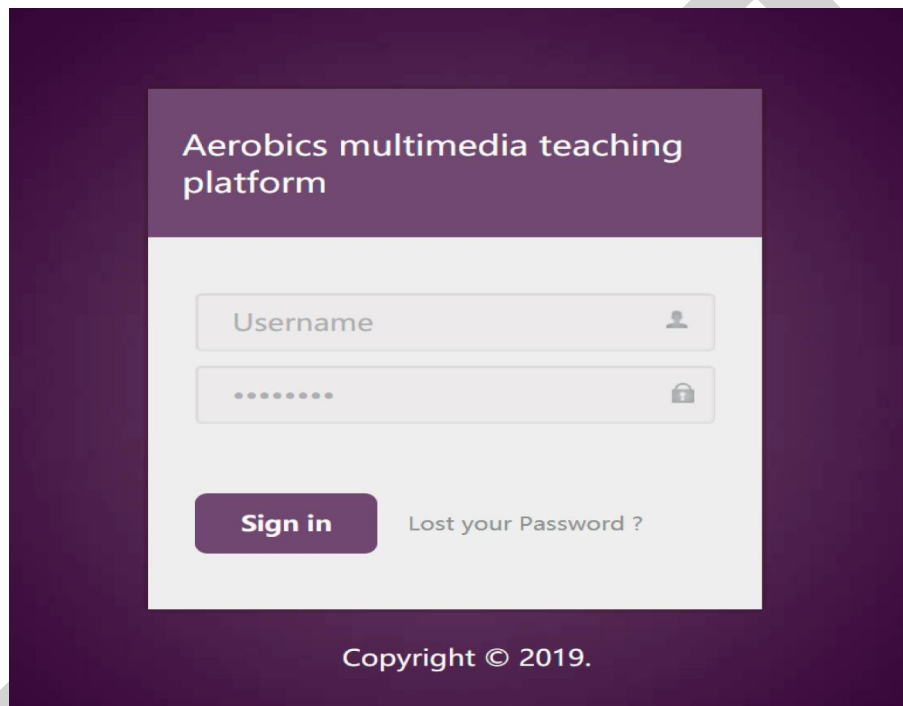 Aerobics multimedia teaching
platform
Username
••••••••
Sign in
Lost your Password ?
Copyright © 2019.